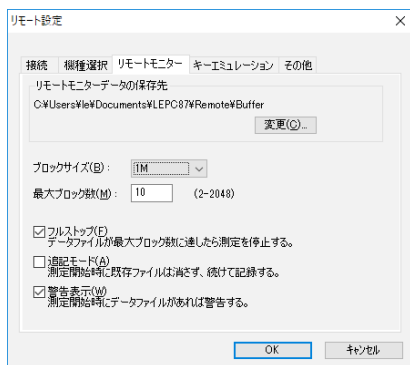 リモート設定
接続 機種選択 リモートモニター キーエミュレーション その他
リモートモニターデータの保存先
C:¥Users¥le¥Documents¥LEPC87¥Remote¥Buffer
変更(C)...
ブロックサイズ(B)： 1M
最大ブロック数(M)： 10 (2-2048)
フルストップ(F)
データファイルが最大ブロック数に達したら測定を停止する。
追記モード(A)
測定開始時に既存ファイルは消さず、続けて記録する。
警告表示(W)
測定開始時にデータファイルがあれば警告する。
OK キャンセル